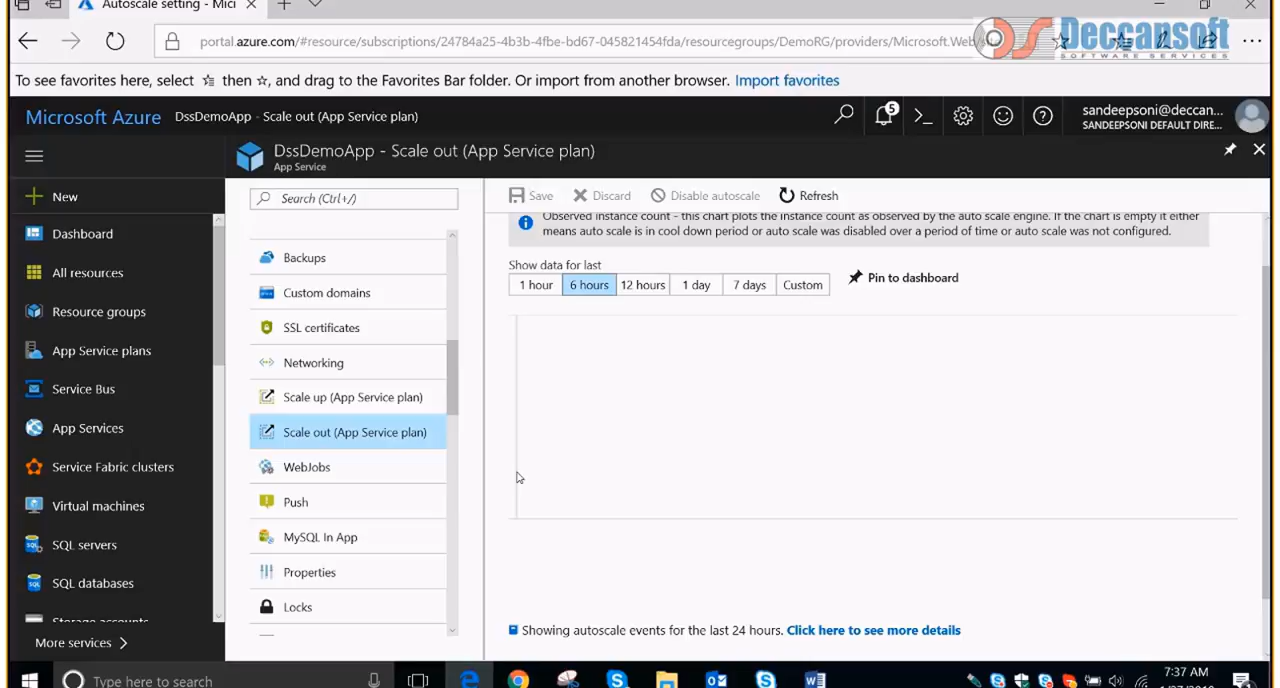 Autoscale setting - Mici
portal.azure.com/#resource/subscriptions/24784a25-4b3b-4fbe-bd67-045821454fda/resourcegroups/DemoRG/providers/Microsoft.Web/
Deccansoft
SOFTWARE SERVICES
To see favorites here, select ☆ then ☆, and drag to the Favorites Bar folder. Or import from another browser. Import favorites
Microsoft Azure DssDemoApp - Scale out (App Service plan)
5
sandeepsoni@deccan...
SANDEEPSONI DEFAULT DIRE...
DssDemoApp - Scale out (App Service plan)
App Service
New
Dashboard
All resources
Resource groups
App Service plans
Service Bus
App Services
Service Fabric clusters
Virtual machines
SQL servers
SQL databases
Storage accounts
More services
Search (Ctrl+/)
Backups
Custom domains
SSL certificates
Networking
Scale up (App Service plan)
Scale out (App Service plan)
WebJobs
Push
MySQL In App
Properties
Locks
Save Discard Disable autoscale Refresh
Observed instance count - this chart plots the instance count as observed by the auto scale engine. If the chart is empty it either
means auto scale is in cool down period or auto scale was disabled over a period of time or auto scale was not configured.
Show data for last
1 hour 6 hours 12 hours 1 day 7 days Custom
Pin to dashboard
Showing autoscale events for the last 24 hours. Click here to see more details
Type here to search
7:37 AM